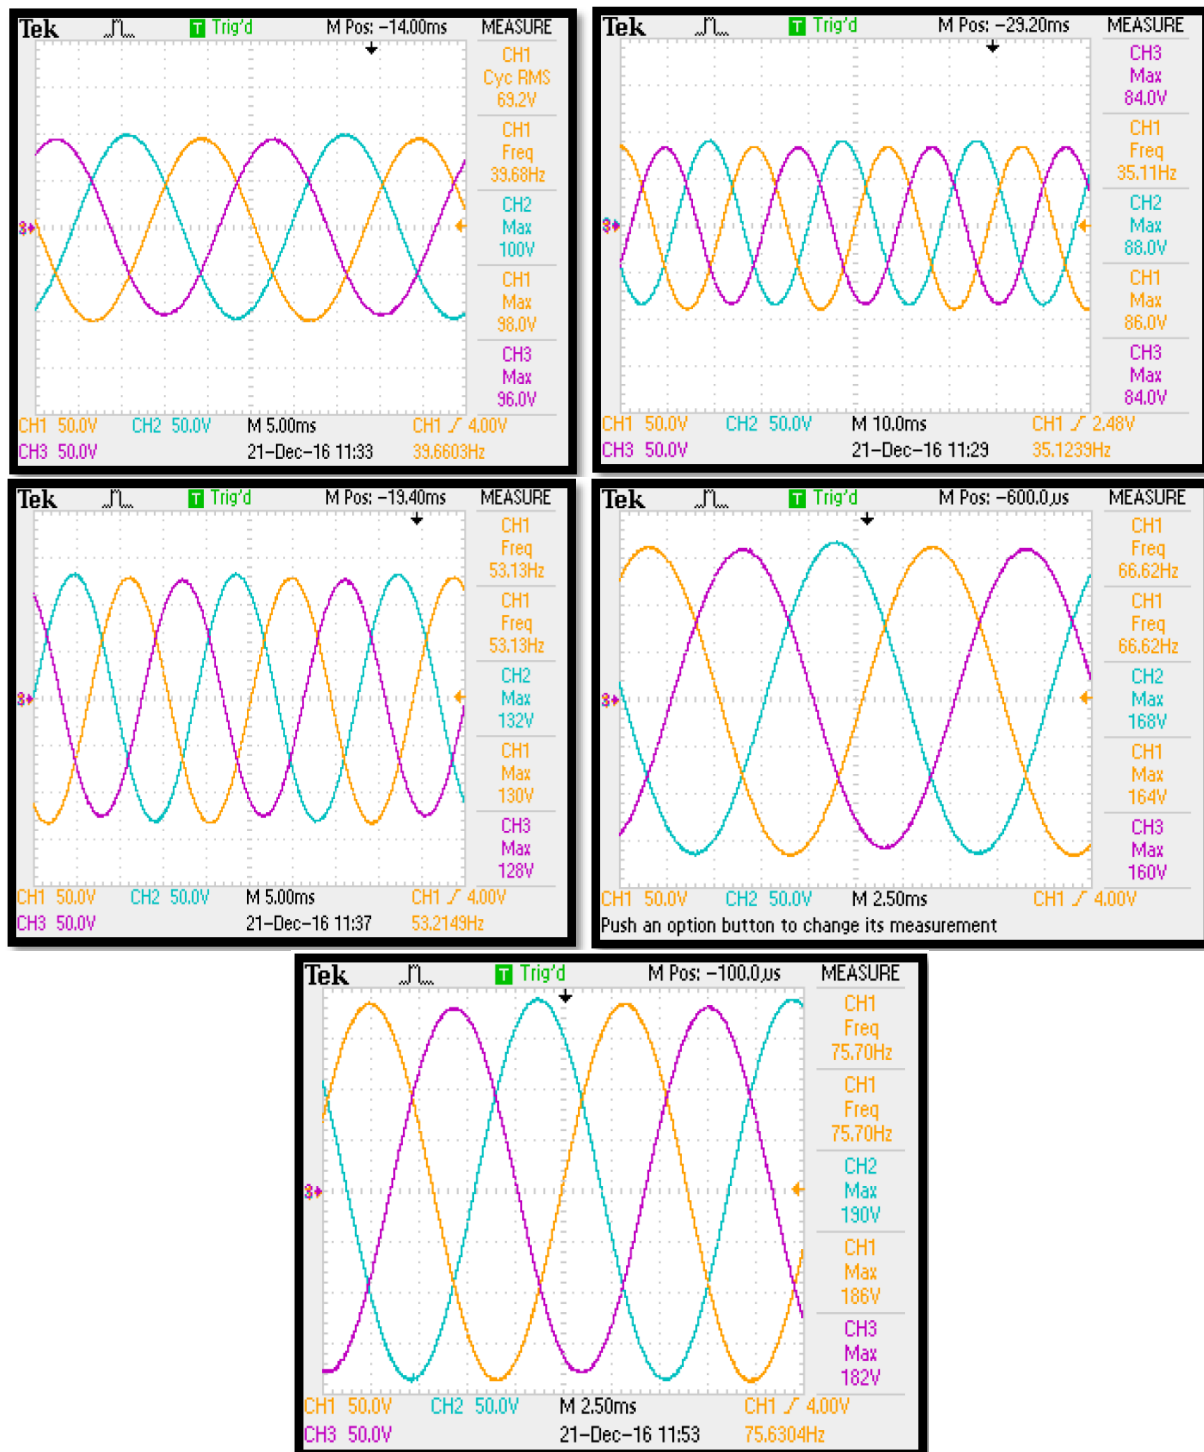 Tek T Trig'd M Pos: -14.00ms MEASURE
CH1
Cyc RMS
69.2V
CH1
Freq
39.68Hz
CH2
Max
100V
CH1
Max
98.0V
CH3
Max
96.0V
3
CH1 50.0V CH2 50.0V M 5.00ms CH1 4.00V
CH3 50.0V 21-Dec-16 11:33 39.6603Hz
Tek T Trig'd M Pos: -29.20ms MEASURE
CH3
Max
84.0V
CH1
Freq
35.11Hz
CH2
Max
88.0V
CH1
Max
86.0V
CH3
Max
84.0V
3
CH1 50.0V CH2 50.0V M 10.0ms CH1 2.48V
CH3 50.0V 21-Dec-16 11:29 35.1239Hz
Tek T Trig'd M Pos: -19.40ms MEASURE
CH1
Freq
53.13Hz
CH1
Freq
53.13Hz
CH2
Max
132V
CH1
Max
130V
CH3
Max
128V
3
CH1 50.0V CH2 50.0V M 5.00ms CH1 4.00V
CH3 50.0V 21-Dec-16 11:37 53.2149Hz
Tek T Trig'd M Pos: -600.0µs MEASURE
CH1
Freq
66.62Hz
CH1
Freq
66.62Hz
CH2
Max
168V
CH1
Max
164V
CH3
Max
160V
3
CH1 50.0V CH2 50.0V M 2.50ms CH1 4.00V
Push an option button to change its measurement
Tek T Trig'd M Pos: -100.0µs MEASURE
CH1
Freq
75.70Hz
CH1
Freq
75.70Hz
CH2
Max
190V
CH1
Max
186V
CH3
Max
182V
3
CH1 50.0V CH2 50.0V M 2.50ms CH1 4.00V
CH3 50.0V 21-Dec-16 11:53 75.6304Hz